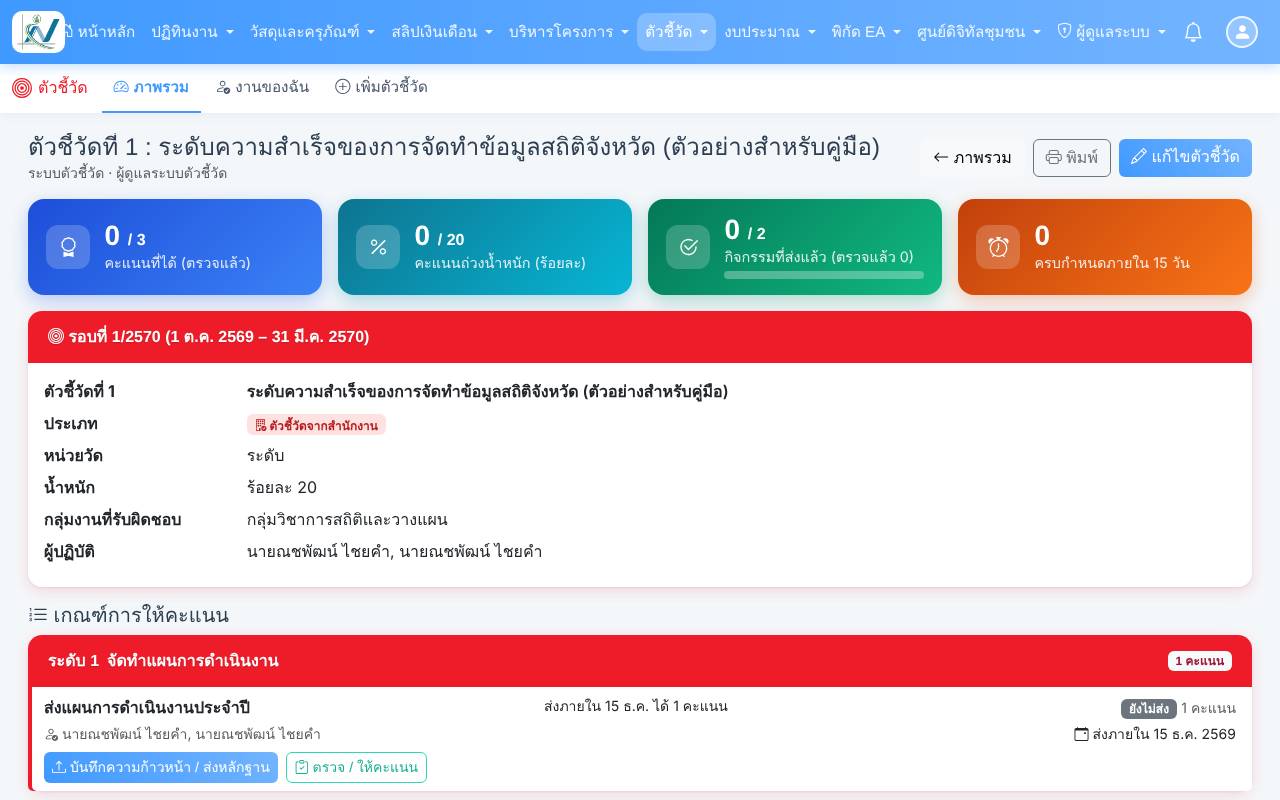 หน้าหลัก ปฏิทินงาน วัสดุและครุภัณฑ์ สลิปเงินเดือน บริหารโครงการ ตัวชี้วัด งบประมาณ พิกัด EA ศูนย์ดิจิทัลชุมชน ผู้ดูแลระบบ
ตัวชี้วัด ภาพรวม งานของฉัน เพิ่มตัวชี้วัด
ตัวชี้วัดที่ 1 : ระดับความสำเร็จของการจัดทำข้อมูลสถิติจังหวัด (ตัวอย่างสำหรับคู่มือ)
ระบบตัวชี้วัด · ผู้ดูแลระบบตัวชี้วัด
ภาพรวม พิมพ์ แก้ไขตัวชี้วัด
0 / 3
คะแนนที่ได้ (ตรวจแล้ว)
0 / 20
คะแนนถ่วงน้ำหนัก (ร้อยละ)
0 / 2
กิจกรรมที่ส่งแล้ว (ตรวจแล้ว 0)
0
ครบกำหนดภายใน 15 วัน
รอบที่ 1/2570 (1 ต.ค. 2569 – 31 มี.ค. 2570)
ตัวชี้วัดที่ 1 ระดับความสำเร็จของการจัดทำข้อมูลสถิติจังหวัด (ตัวอย่างสำหรับคู่มือ)
ประเภท ตัวชี้วัดจากสำนักงาน
หน่วยวัด ระดับ
น้ำหนัก ร้อยละ 20
กลุ่มงานที่รับผิดชอบ กลุ่มวิชาการสถิติและวางแผน
ผู้ปฏิบัติ นายณชพัฒน์ ไชยคำ, นายณชพัฒน์ ไชยคำ
เกณฑ์การให้คะแนน
ระดับ 1 จัดทำแผนการดำเนินงาน 1 คะแนน
ส่งแผนการดำเนินงานประจำปี ส่งภายใน 15 ธ.ค. ได้ 1 คะแนน ยังไม่ส่ง 1 คะแนน
นายณชพัฒน์ ไชยคำ, นายณชพัฒน์ ไชยคำ ส่งภายใน 15 ธ.ค. 2569
บันทึกความก้าวหน้า / ส่งหลักฐาน ตรวจ / ให้คะแนน